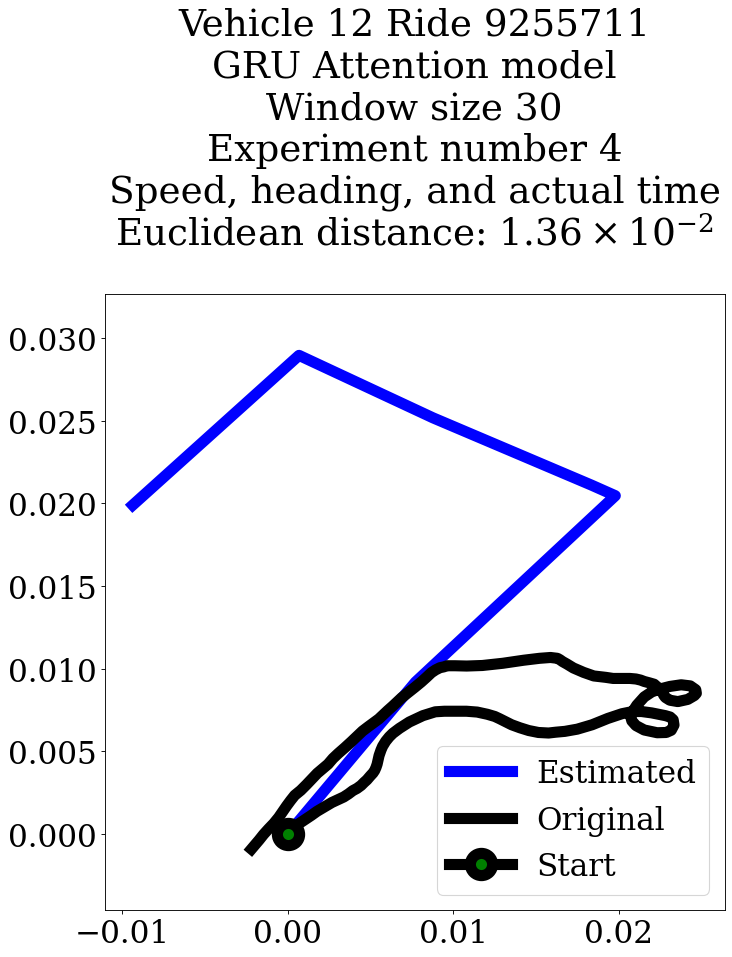 Vehicle 12 Ride 9255711
GRU Attention model
Window size 30
Experiment number 4
Speed, heading, and actual time
Euclidean distance: 1.36 × 10⁻²
0.030
0.025
0.020
0.015
0.010
0.005
0.000
Estimated
Original
Start
−0.01 0.00 0.01 0.02